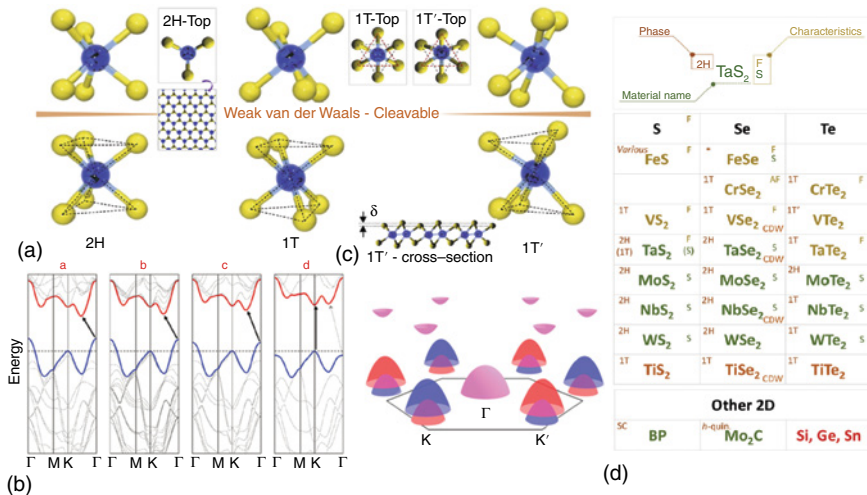 2H-Top
1T-Top
1T′-Top
Weak van der Waals - Cleavable
2H
1T
1T′
(a)
δ
1T′ - cross–section
(c)
a
b
c
d
Energy
Γ M K Γ
Γ M K Γ
Γ M K Γ
Γ M K Γ
(b)
Γ
K
K′
Phase
Characteristics
2H
TaS2
F
S
Material name
S F
Se F
Te
Various FeS F
* FeSe F S
1T CrSe2 AF
1T CrTe2 F
1T VS2 F
1T VSe2 F CDW
1T′ VTe2
2H (1T) TaS2 F (S)
2H TaSe2 S CDW
1T TaTe2 F
2H MoS2 S
2H MoSe2 S
2H MoTe2 S
2H NbS2 S
2H NbSe2 S CDW
1T NbTe2 S
2H WS2 S
2H WSe2
1T WTe2 S
1T TiS2
1T TiSe2 CDW
1T TiTe2
Other 2D
SC BP
h-quin. Mo2C
Si, Ge, Sn
(d)